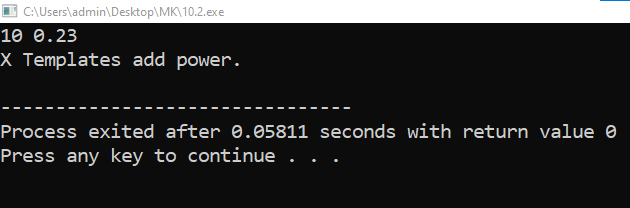 C:\Users\admin\Desktop\MK\10.2.exe
10 0.23
X Templates add power.
--------------------------------
Process exited after 0.05811 seconds with return value 0
Press any key to continue . . .